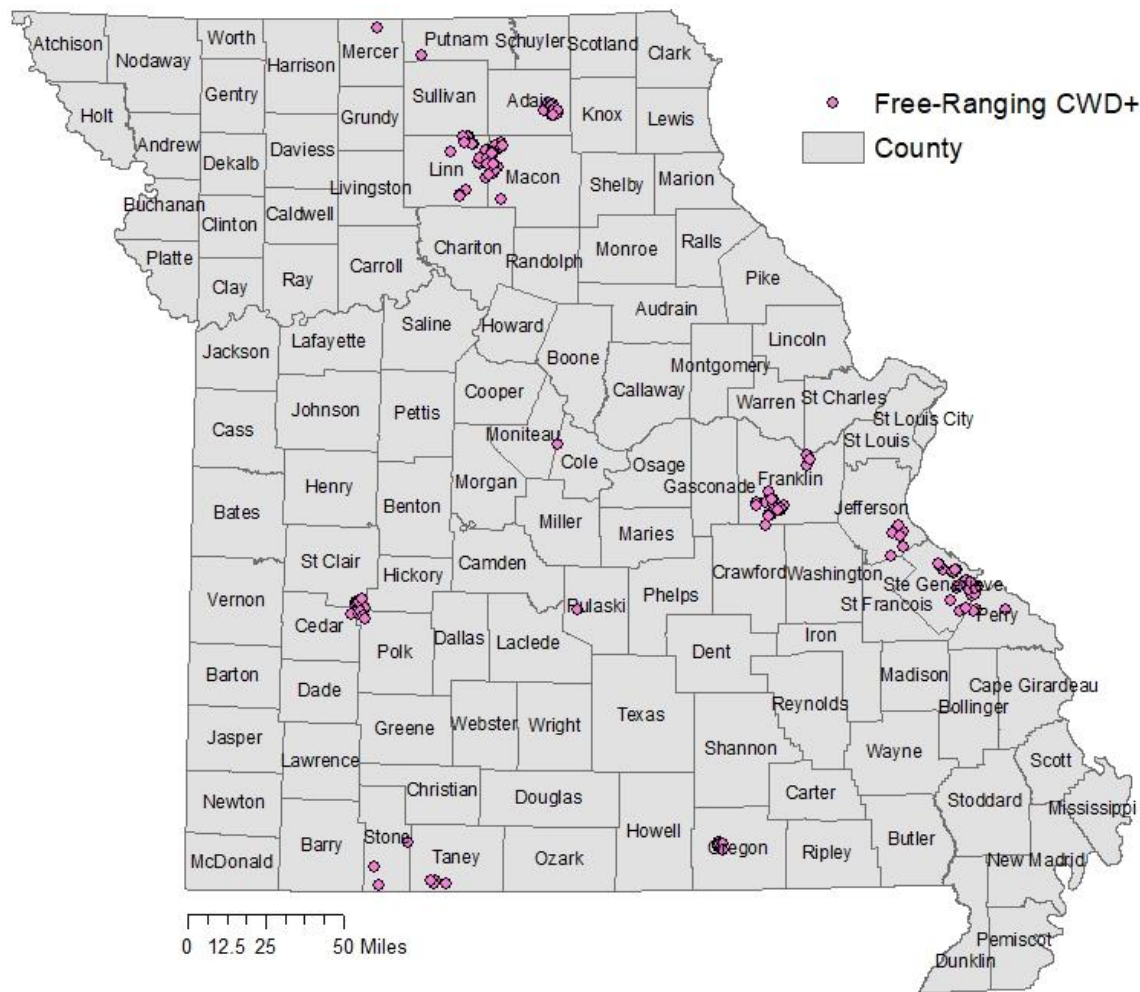 Worth
Putnam
Schuyler
Scotland
Clark
Atchison
Nodaway
Mercer
Harrison
Gentry
Sullivan
Adair
Knox
Lewis
Holt
Grundy
Andrew
Dekalb
Daviess
Linn
Macon
Shelby
Marion
Livingston
Buchanan
Clinton
Caldwell
Chariton
Monroe
Ralls
Platte
Clay
Ray
Carroll
Randolph
Pike
Audrain
Saline
Howard
Lincoln
Jackson
Lafayette
Boone
Montgomery
Cooper
Callaway
Warren
St Charles
Johnson
Pettis
St Louis City
Cass
Moniteau
St Louis
Cole
Osage
Henry
Morgan
Franklin
Gasconade
Bates
Benton
Miller
Jefferson
Maries
St Clair
Camden
Hickory
Crawford
Washington
Vernon
Pulaski
Phelps
Ste Genevieve
St Francois
Cedar
Perry
Polk
Dallas
Laclede
Iron
Dent
Barton
Dade
Madison
Cape Girardeau
Reynolds
Bollinger
Texas
Greene
Webster
Wright
Jasper
Shannon
Wayne
Lawrence
Scott
Christian
Douglas
Carter
Stoddard
Mississippi
Newton
Howell
Stone
Butler
Barry
Taney
Ozark
Oregon
Ripley
McDonald
New Madrid
Pemiscot
Dunklin
Free-Ranging CWD+
County
0 12.5 25 50 Miles